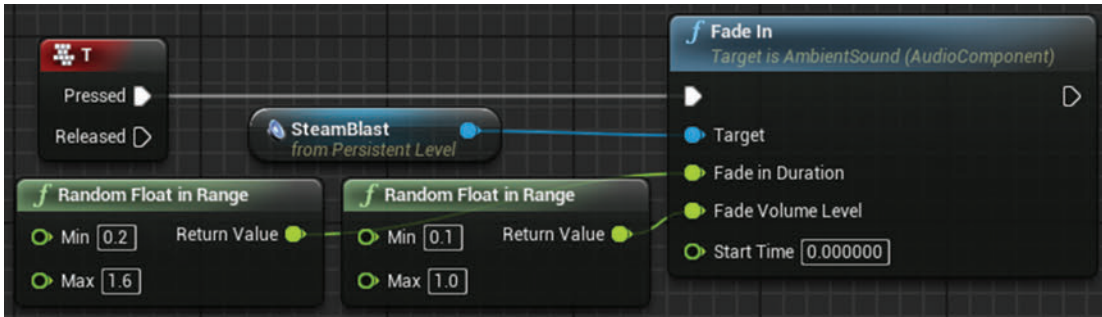 T
Pressed
Released
SteamBlast
from Persistent Level
f Random Float in Range
Min 0.2 Return Value
Max 1.6
f Random Float in Range
Min 0.1 Return Value
Max 1.0
f Fade In
Target is AmbientSound (AudioComponent)
Target
Fade in Duration
Fade Volume Level
Start Time 0.000000